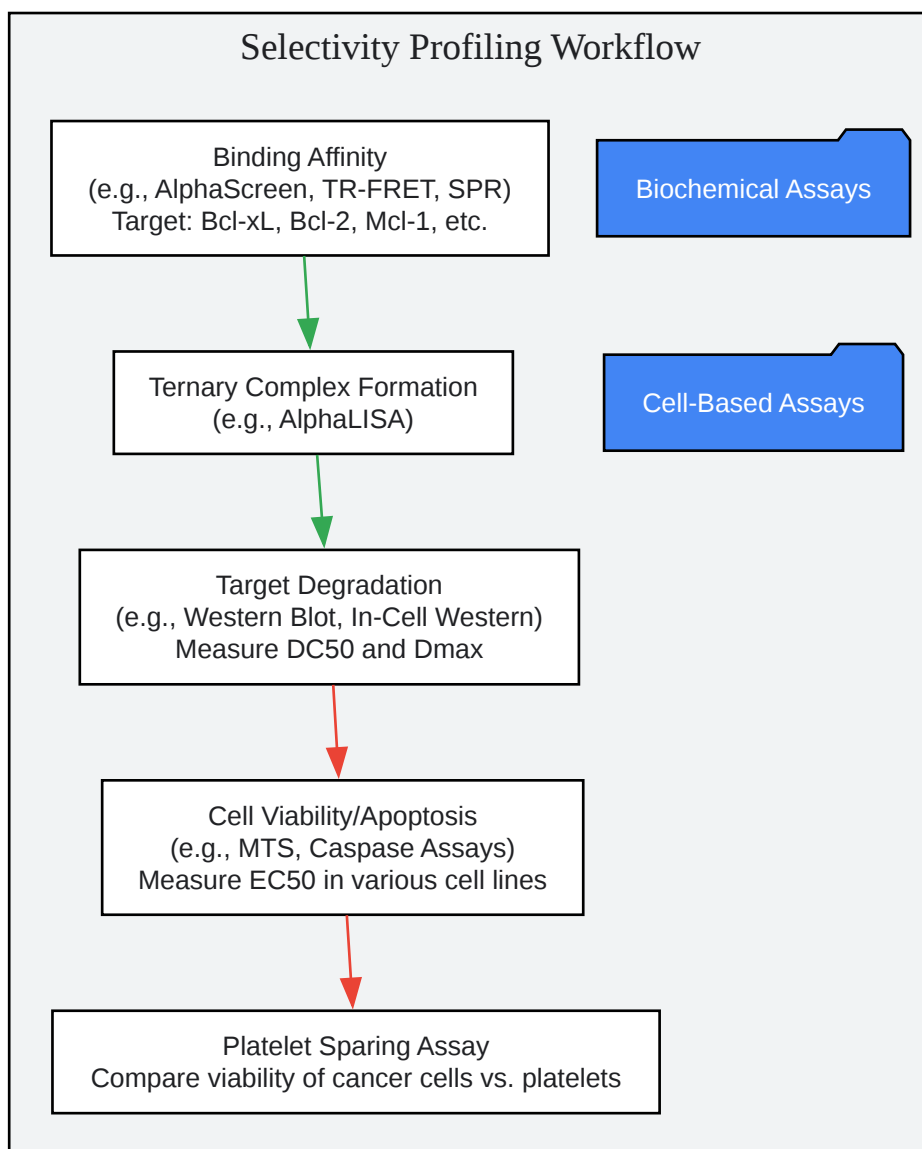 Selectivity Profiling Workflow
Binding Affinity
(e.g., AlphaScreen, TR-FRET, SPR)
Target: Bcl-xL, Bcl-2, Mcl-1, etc.
Biochemical Assays
Ternary Complex Formation
(e.g., AlphaLISA)
Cell-Based Assays
Target Degradation
(e.g., Western Blot, In-Cell Western)
Measure DC50 and Dmax
Cell Viability/Apoptosis
(e.g., MTS, Caspase Assays)
Measure EC50 in various cell lines
Platelet Sparing Assay
Compare viability of cancer cells vs. platelets